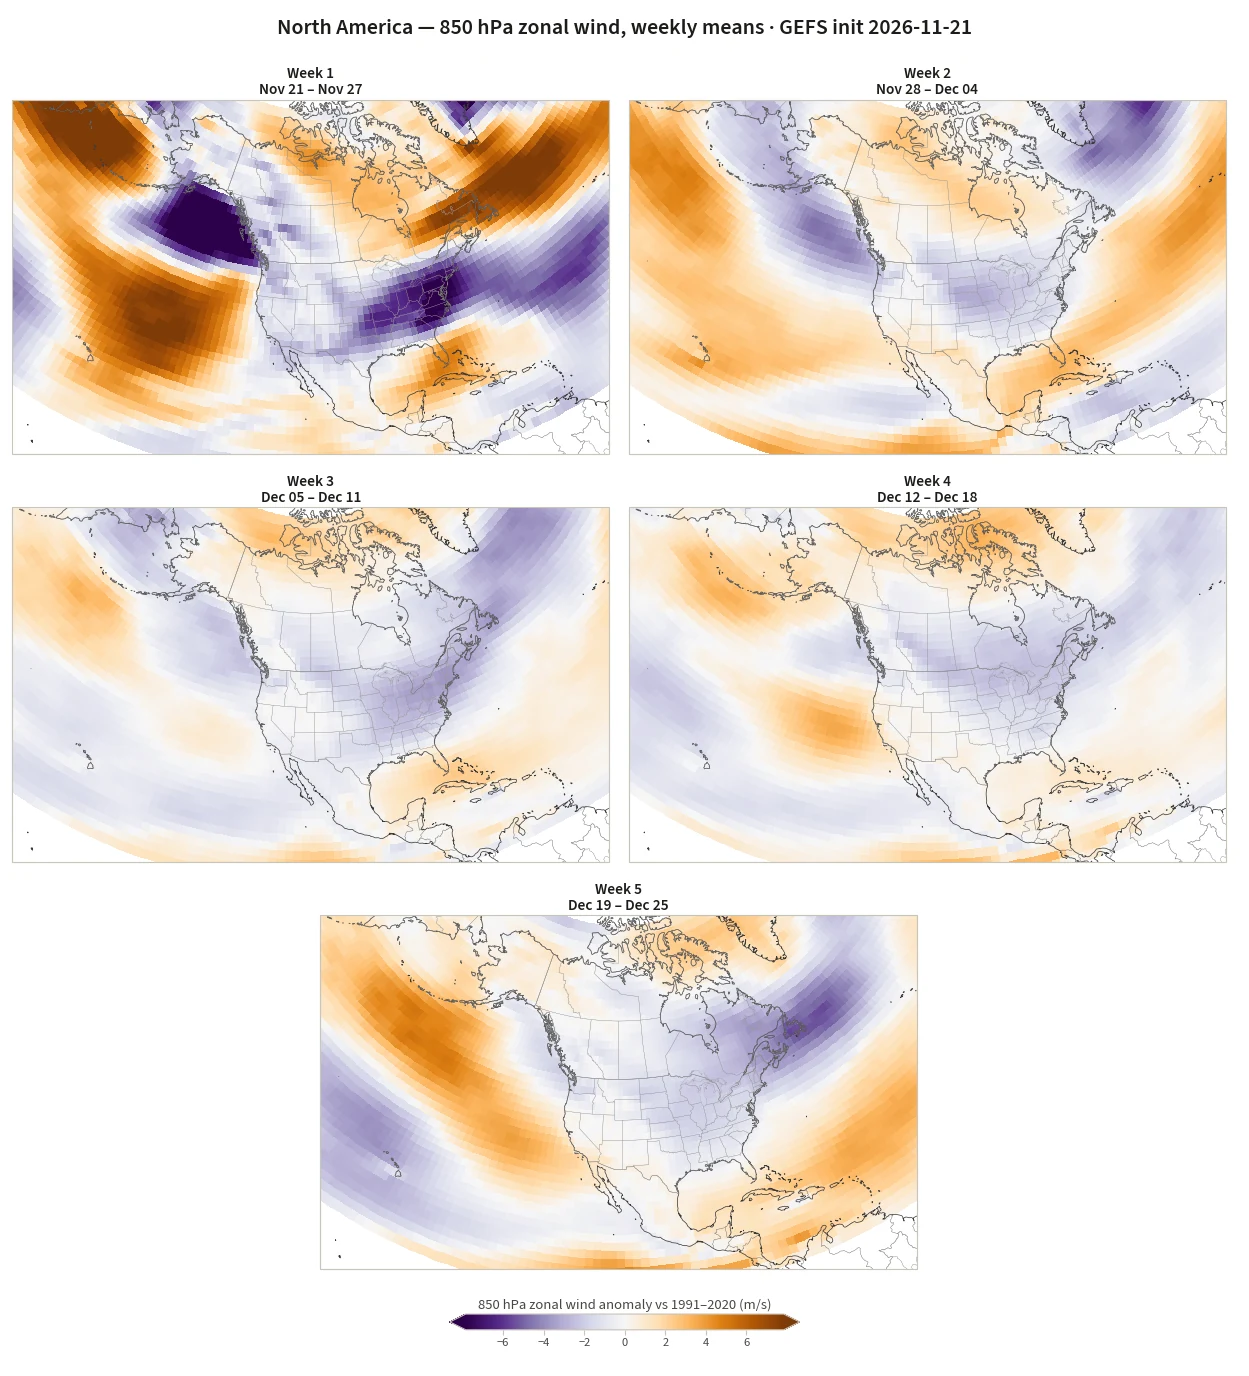 North America — 850 hPa zonal wind, weekly means · GEFS init 2026-11-21
Week 1
Nov 21 – Nov 27
Week 2
Nov 28 – Dec 04
Week 3
Dec 05 – Dec 11
Week 4
Dec 12 – Dec 18
Week 5
Dec 19 – Dec 25
850 hPa zonal wind anomaly vs 1991–2020 (m/s)
−6 −4 −2 0 2 4 6